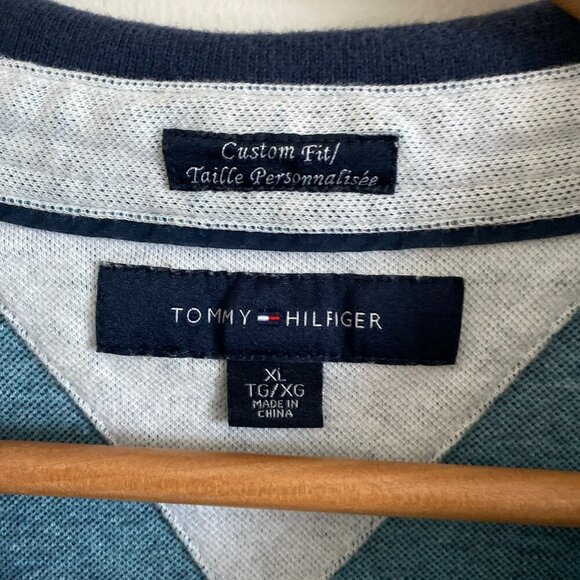 Custom Fit/
Taille Personnalisée
TOMMY HILFIGER
XL
TG/XG
MADE IN
CHINA